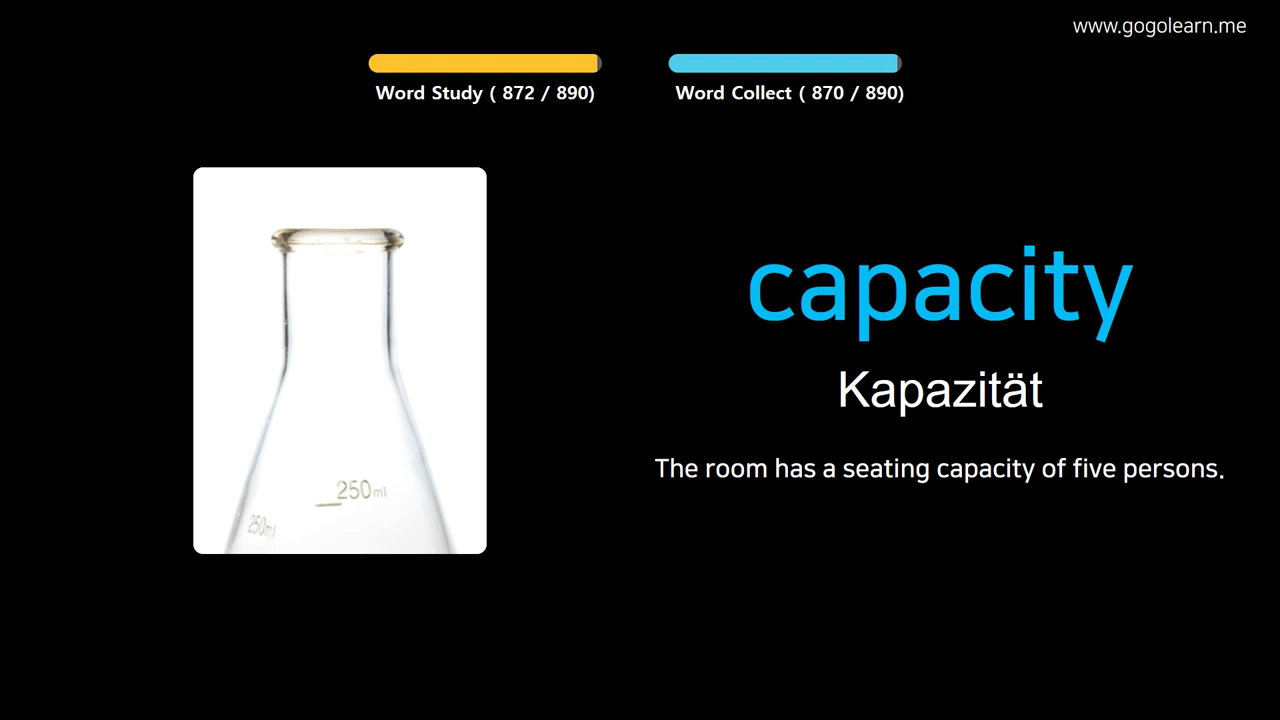 www.gogolearn.me
Word Study ( 872 / 890)
Word Collect ( 870 / 890)
250ml
250ml
capacity
Kapazität
The room has a seating capacity of five persons.